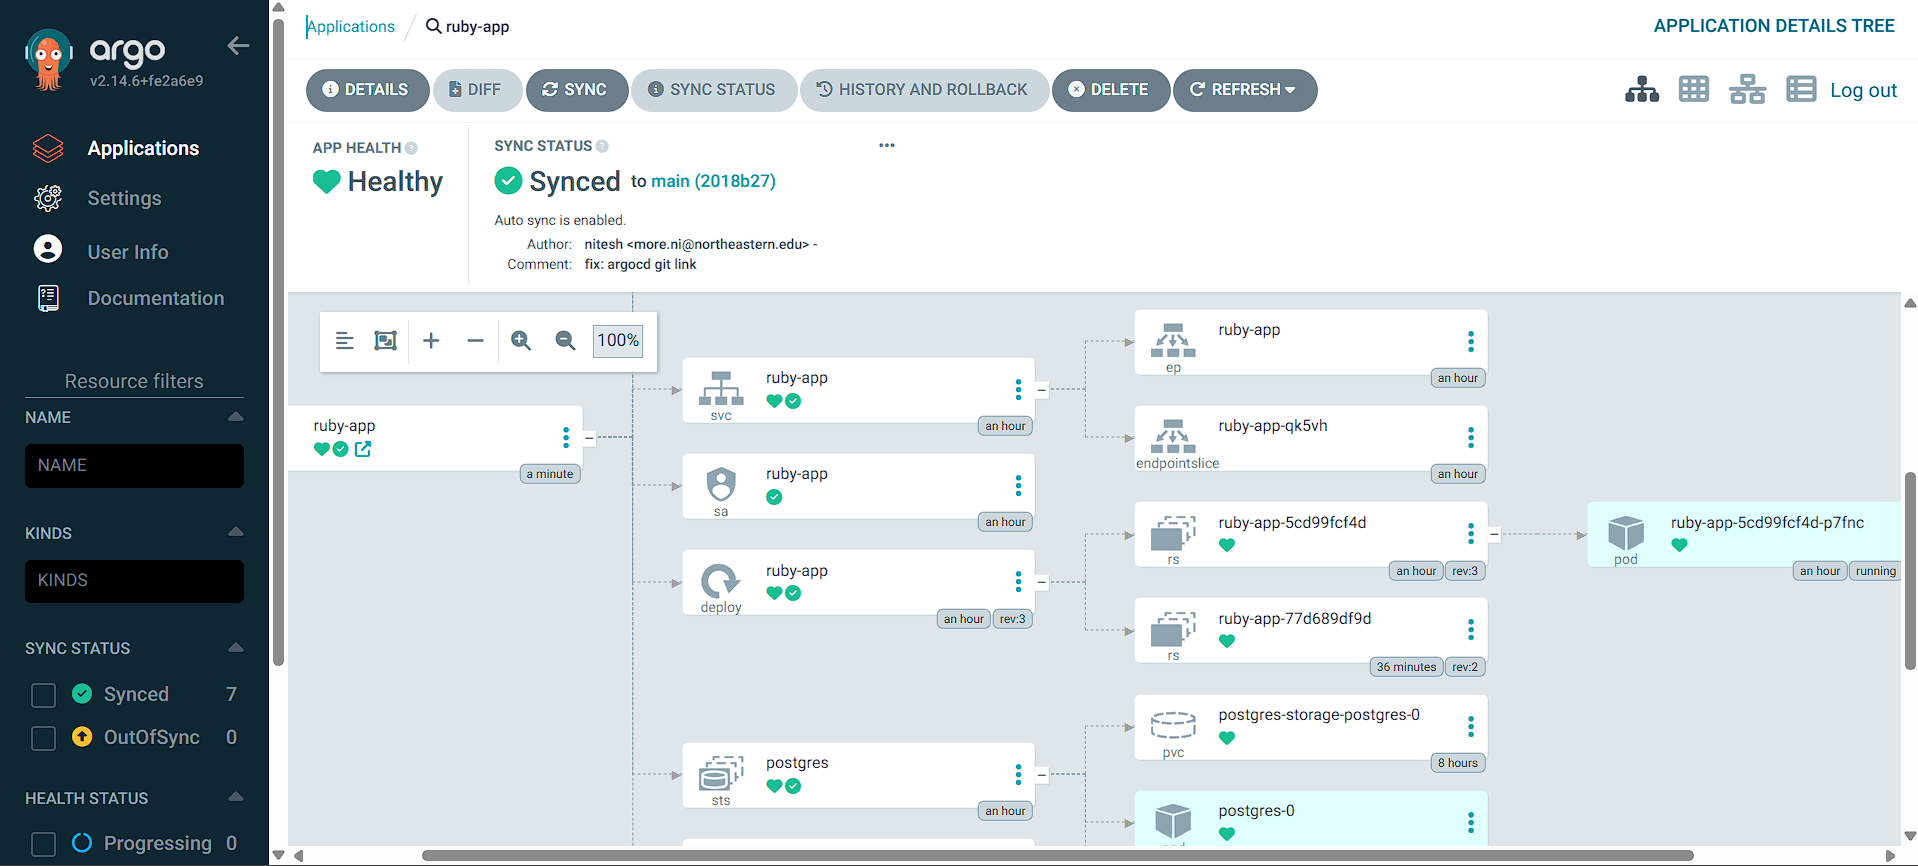 argo
v2.14.6+fe2a6e9
Applications
Settings
User Info
Documentation
Resource filters
NAME
NAME
KINDS
KINDS
SYNC STATUS
Synced 7
OutOfSync 0
HEALTH STATUS
Progressing 0
Applications / ruby-app
APPLICATION DETAILS TREE
DETAILS
DIFF
SYNC
SYNC STATUS
HISTORY AND ROLLBACK
DELETE
REFRESH
Log out
APP HEALTH
Healthy
SYNC STATUS
Synced to main (2018b27)
Auto sync is enabled.
Author: nitesh <more.ni@northeastern.edu> -
Comment: fix: argocd git link
100%
ruby-app
a minute
ruby-app
svc
an hour
ruby-app
sa
an hour
ruby-app
deploy
an hour rev:3
postgres
sts
an hour
ruby-app
ep
an hour
ruby-app-qk5vh
endpointslice
an hour
ruby-app-5cd99fcf4d
rs
an hour rev:3
ruby-app-77d689df9d
rs
36 minutes rev:2
postgres-storage-postgres-0
pvc
8 hours
postgres-0
ruby-app-5cd99fcf4d-p7fnc
pod
an hour running